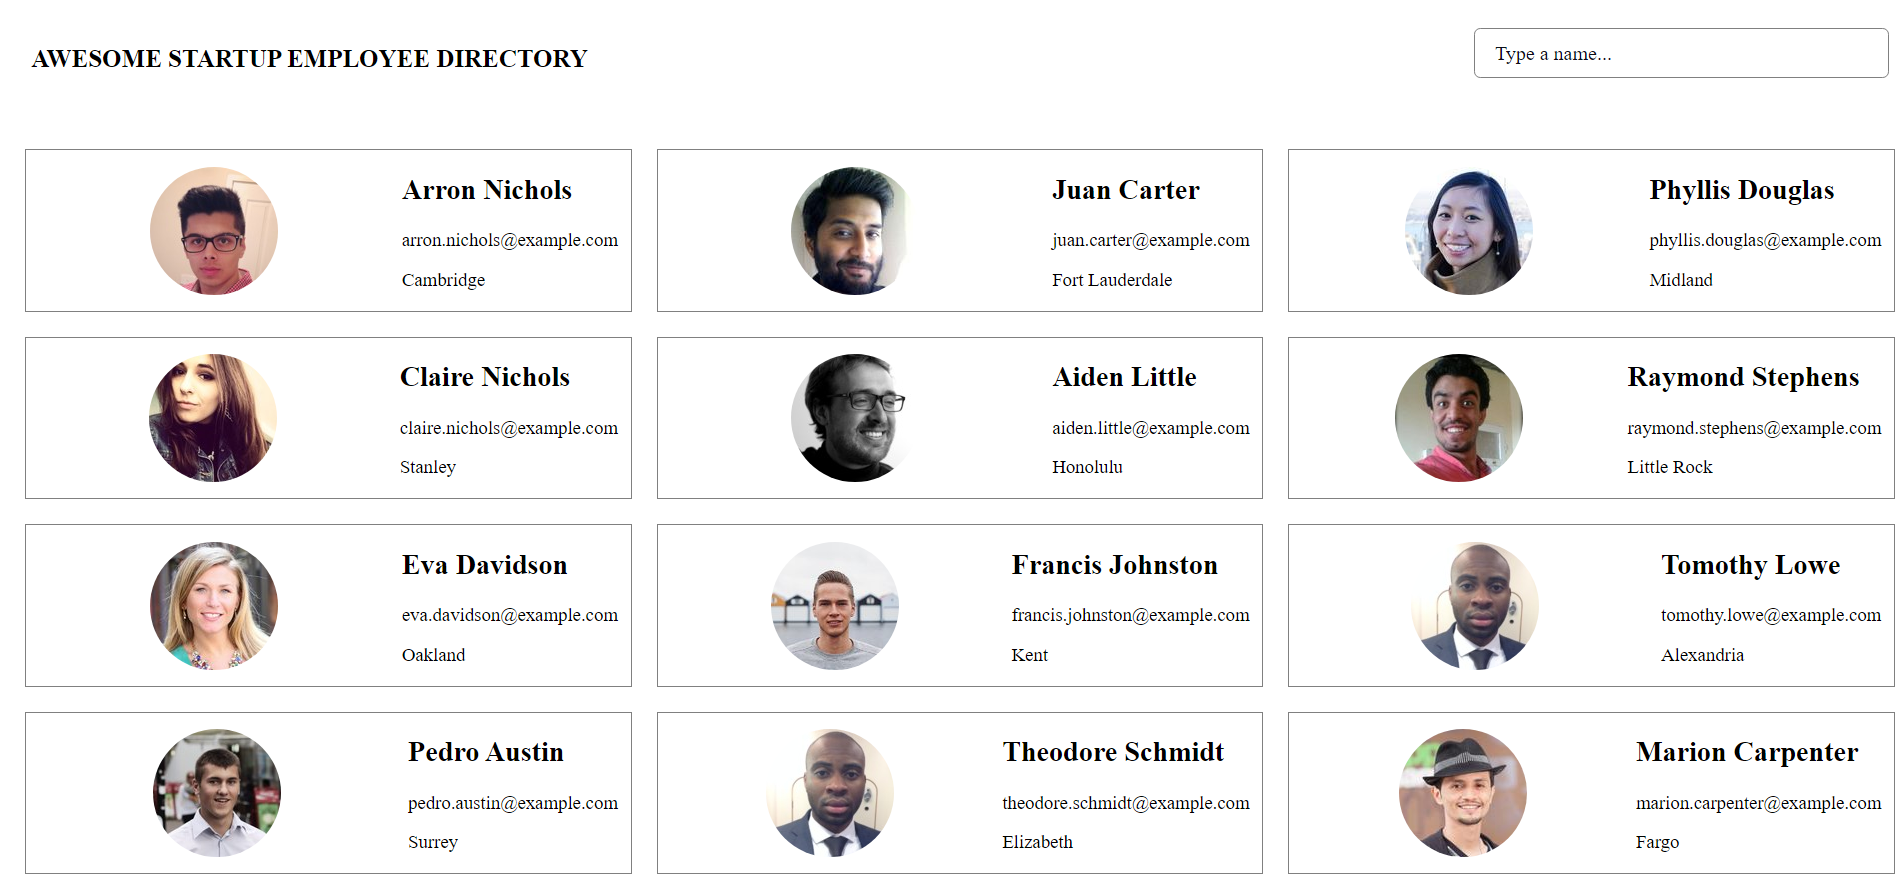 AWESOME STARTUP EMPLOYEE DIRECTORY
Type a name...
Arron Nichols
arron.nichols@example.com
Cambridge
Juan Carter
juan.carter@example.com
Fort Lauderdale
Phyllis Douglas
phyllis.douglas@example.com
Midland
Claire Nichols
claire.nichols@example.com
Stanley
Aiden Little
aiden.little@example.com
Honolulu
Raymond Stephens
raymond.stephens@example.com
Little Rock
Eva Davidson
eva.davidson@example.com
Oakland
Francis Johnston
francis.johnston@example.com
Kent
Tomothy Lowe
tomothy.lowe@example.com
Alexandria
Pedro Austin
pedro.austin@example.com
Surrey
Theodore Schmidt
theodore.schmidt@example.com
Elizabeth
Marion Carpenter
marion.carpenter@example.com
Fargo